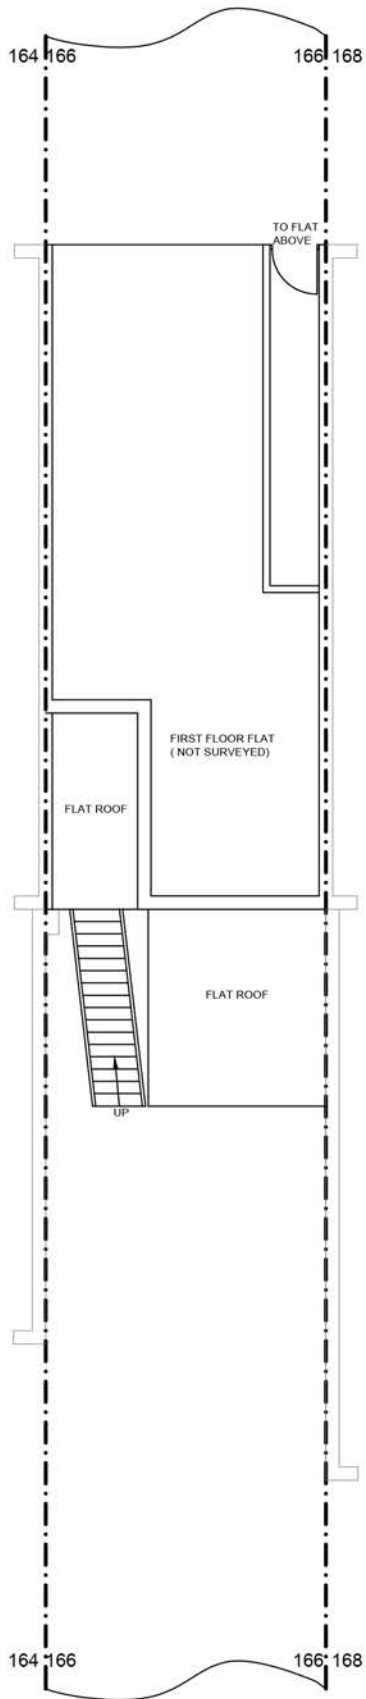 164 166
166 168
TO FLAT
ABOVE
FIRST FLOOR FLAT
( NOT SURVEYED)
FLAT ROOF
FLAT ROOF
UP
164 166
166 168